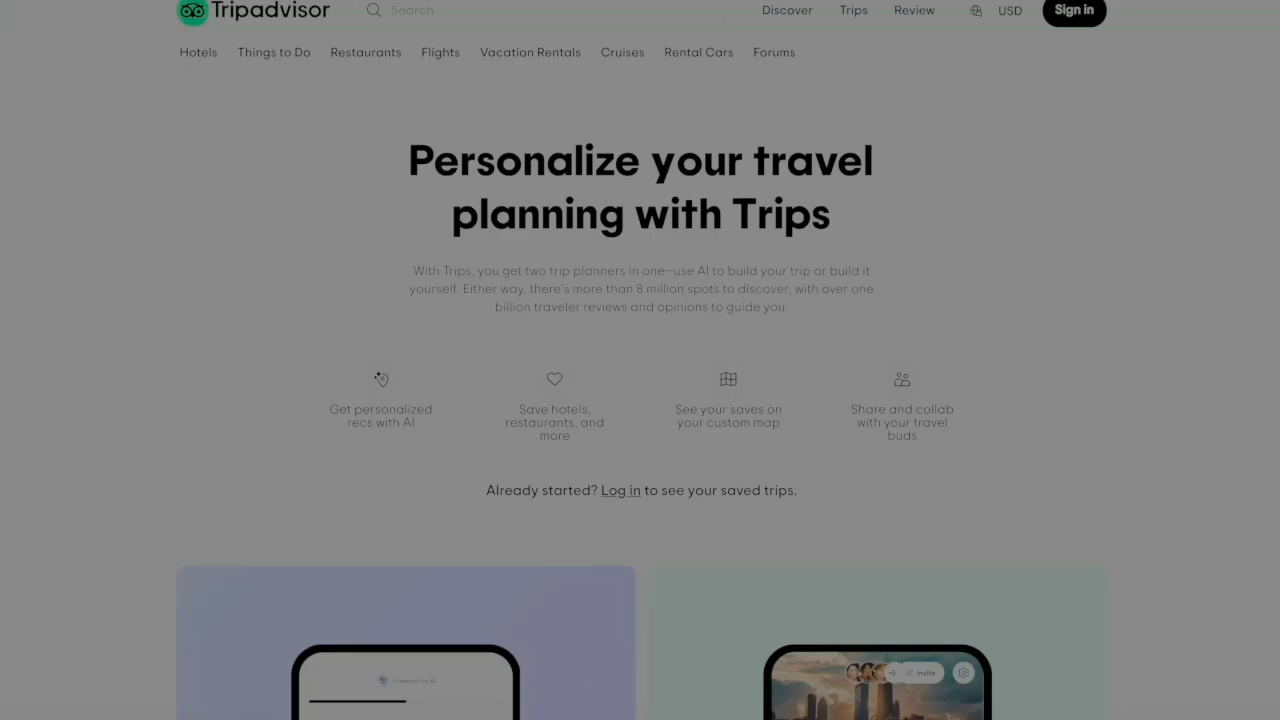 Tripadvisor
Search
Discover
Trips
Review
USD
Sign in
Hotels
Things to Do
Restaurants
Flights
Vacation Rentals
Cruises
Rental Cars
Forums
Personalize your travel
planning with Trips
With Trips, you get two trip planners in one—use AI to build your trip or build it
yourself. Either way, there's more than 8 million spots to discover, with over one
billion traveler reviews and opinions to guide you.
Get personalized
recs with AI
Save hotels,
restaurants, and
more
See your saves on
your custom map
Share and collab
with your travel
buds
Already started? Log in to see your saved trips.
Powered by AI
+5
Invite